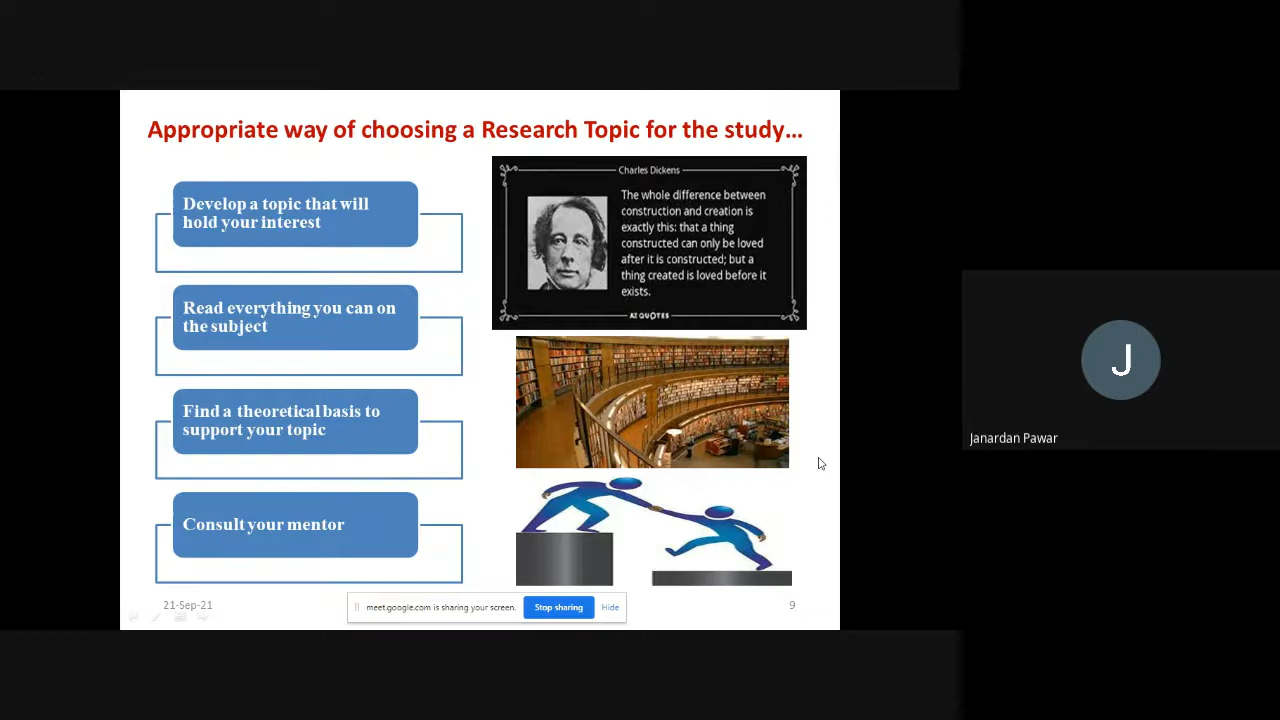 Appropriate way of choosing a Research Topic for the study...
Develop a topic that will
hold your interest
Read everything you can on
the subject
Find a theoretical basis to
support your topic
Consult your mentor
Charles Dickens
The whole difference between
construction and creation is
exactly this: that a thing
constructed can only be loved
after it is constructed; but a
thing created is loved before it
exists.
AZ QUOTES
21-Sep-21
meet.google.com is sharing your screen.
Stop sharing
Hide
9
J
Janardan Pawar